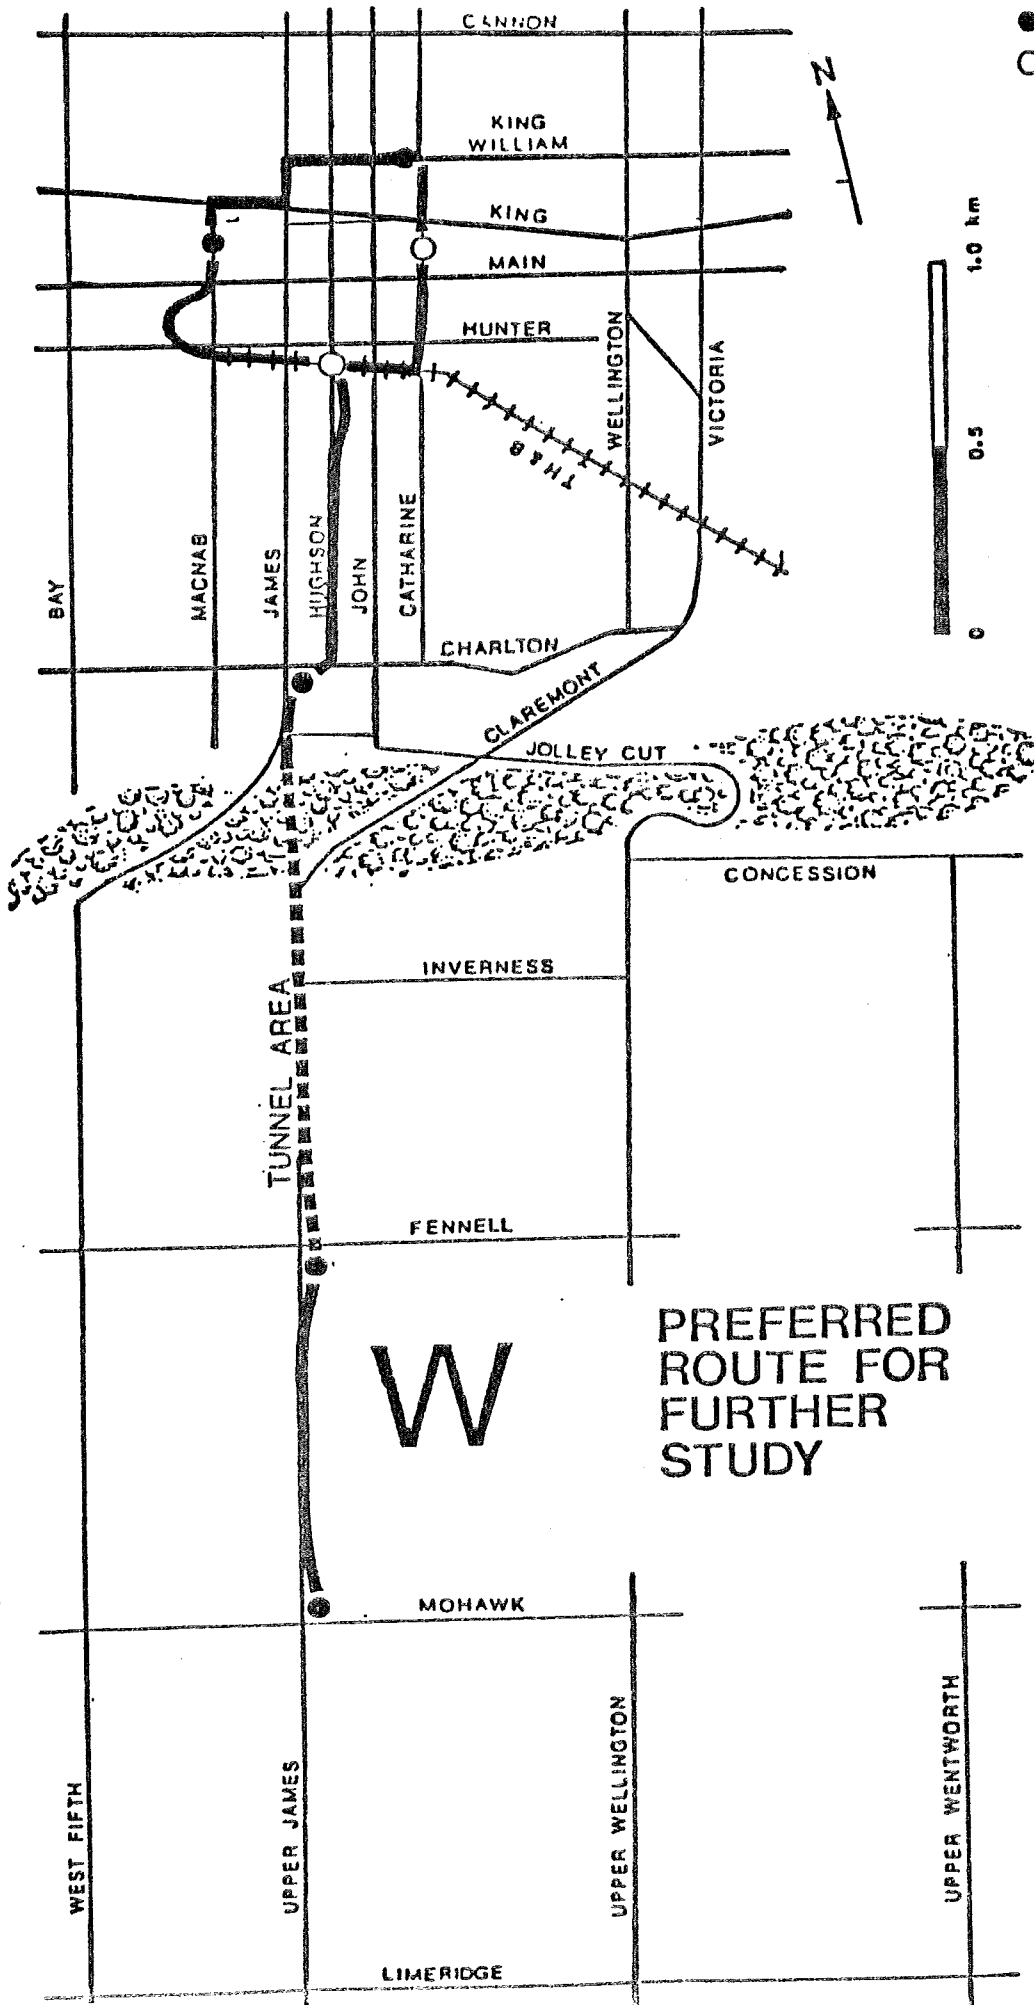 CANNON
N
KING
WILLIAM
KING
MAIN
HUNTER
1.0 km
0.5
0
WELLINGTON
VICTORIA
TH&B
BAY
MACNAB
JAMES
HUGHSON
JOHN
CATHARINE
CHARLTON
CLAREMONT
JOLLEY CUT
CONCESSION
INVERNESS
TUNNEL AREA
FENNELL
W
PREFERRED
ROUTE FOR
FURTHER
STUDY
MOHAWK
WEST FIFTH
UPPER JAMES
UPPER WELLINGTON
UPPER WENTWORTH
LIMERIDGE